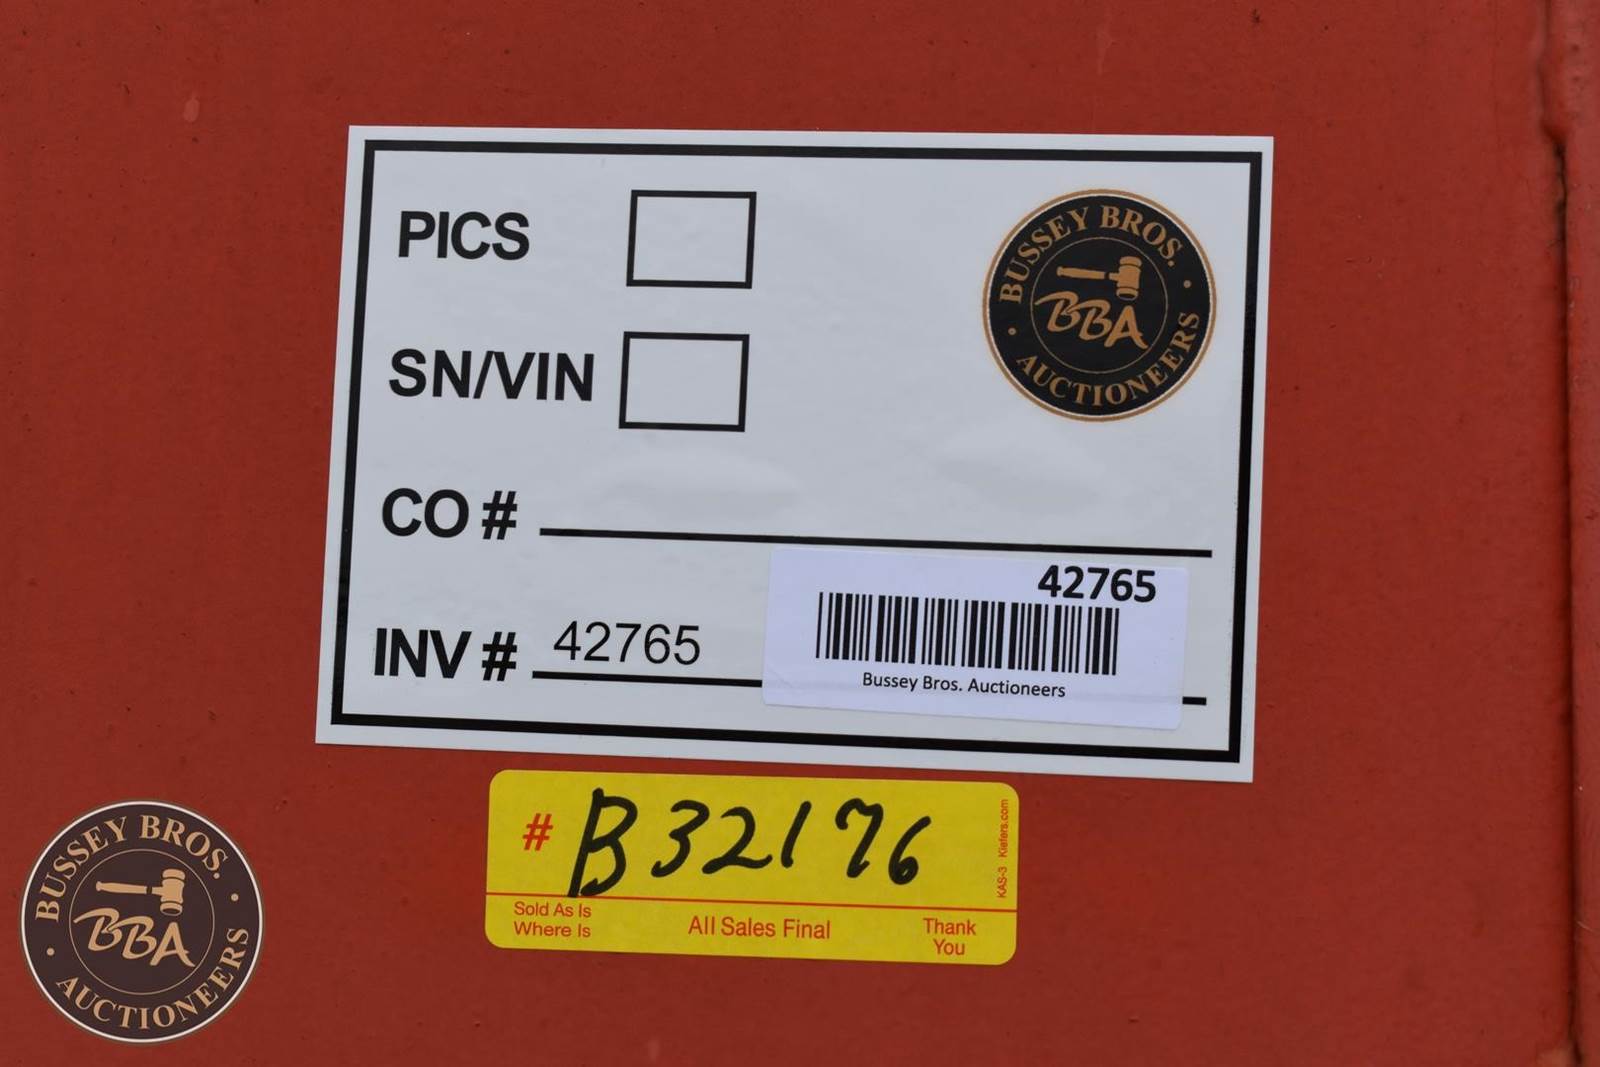 PICS
BUSSEY BROS.
BBA
AUCTIONEERS
SN/VIN
CO #
42765
INV # 42765
Bussey Bros. Auctioneers
# B32176
KAS-3 Kiefers.com
Sold As Is
Where Is
All Sales Final
Thank
You
BUSSEY BROS.
BBA
AUCTIONEERS